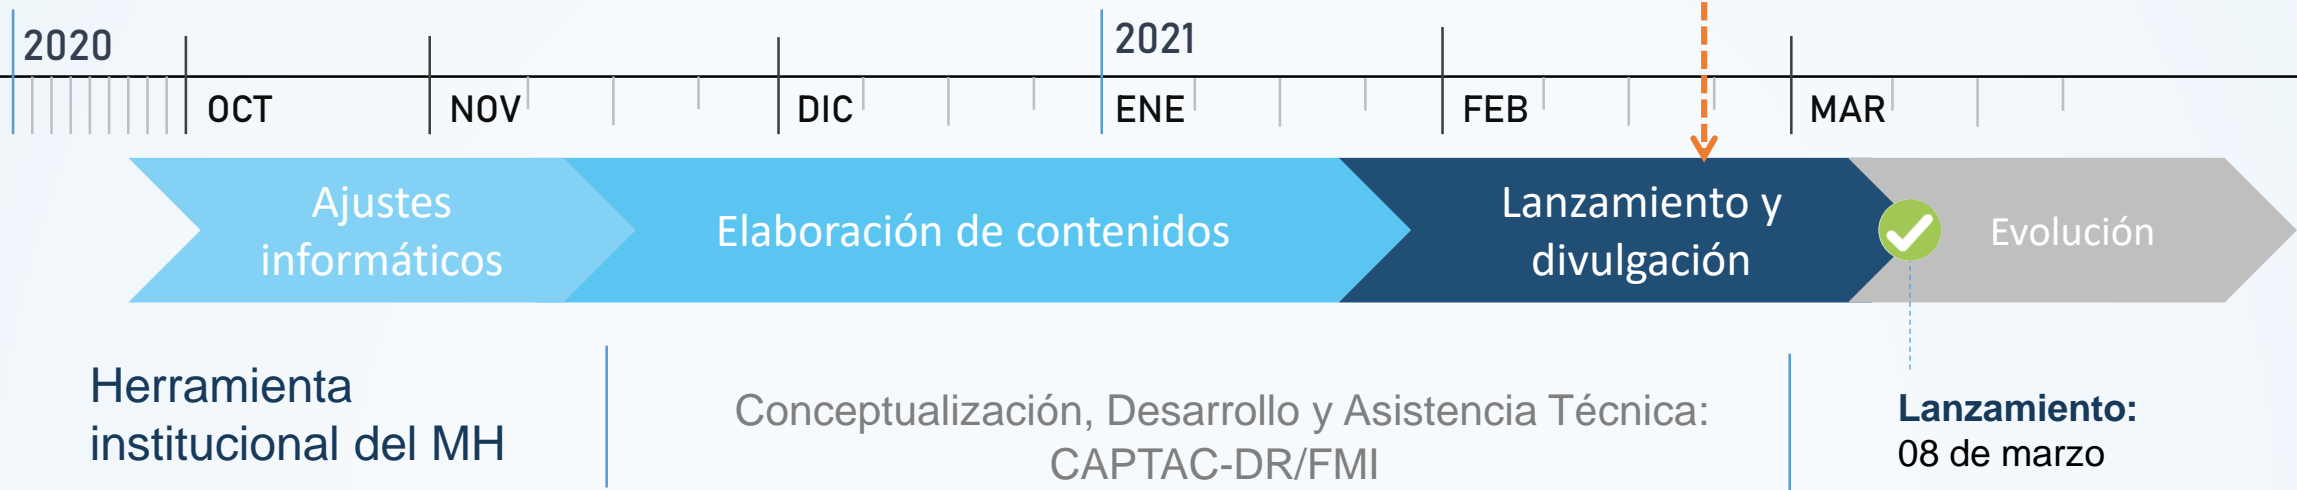 2020
2021
OCT
NOV
DIC
ENE
FEB
MAR
Ajustes
informáticos
Elaboración de contenidos
Lanzamiento y
divulgación
Evolución
Herramienta
institucional del MH
Conceptualización, Desarrollo y Asistencia Técnica:
CAPTAC-DR/FMI
Lanzamiento:
08 de marzo